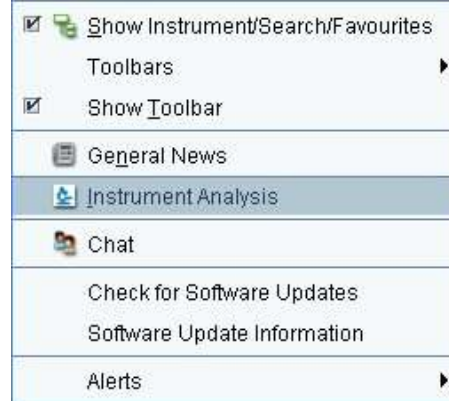 Show Instrument/Search/Favourites
Toolbars
Show Toolbar
General News
Instrument Analysis
Chat
Check for Software Updates
Software Update Information
Alerts